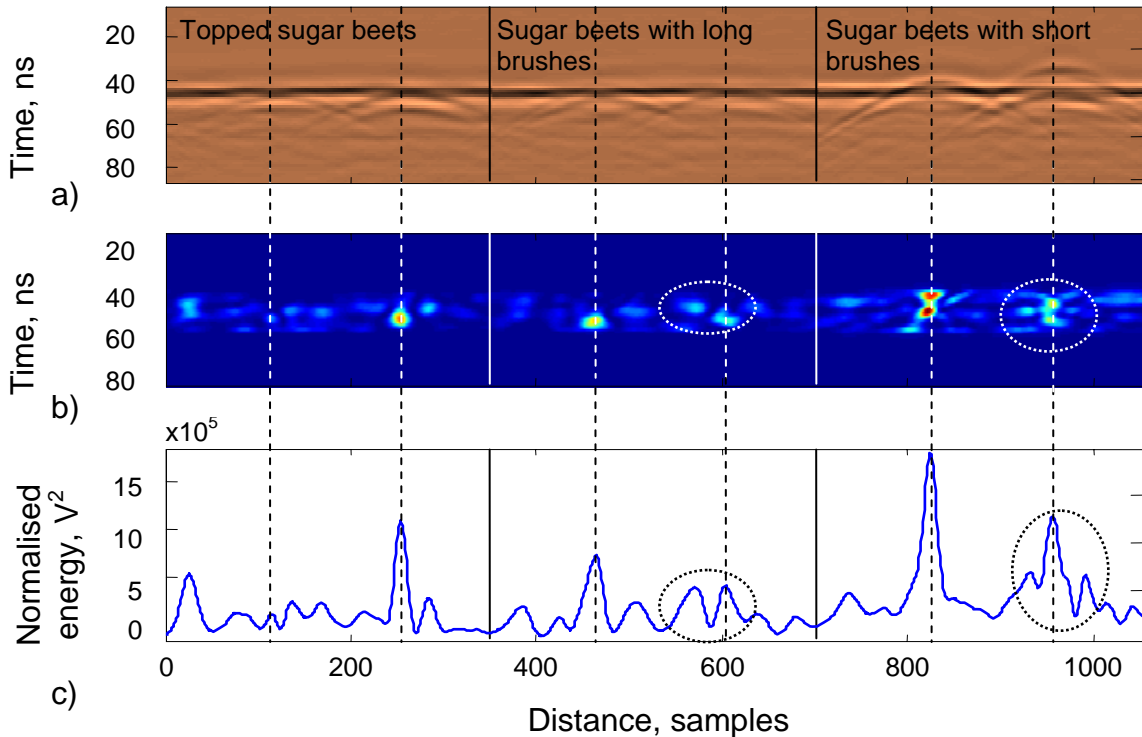 Topped sugar beets
Sugar beets with long
brushes
Sugar beets with short
brushes
Time, ns
20
40
60
80
a)
Time, ns
20
40
60
80
b)
x10^5
Normalised
energy, V^2
15
10
5
0
0 200 400 600 800 1000
c)
Distance, samples